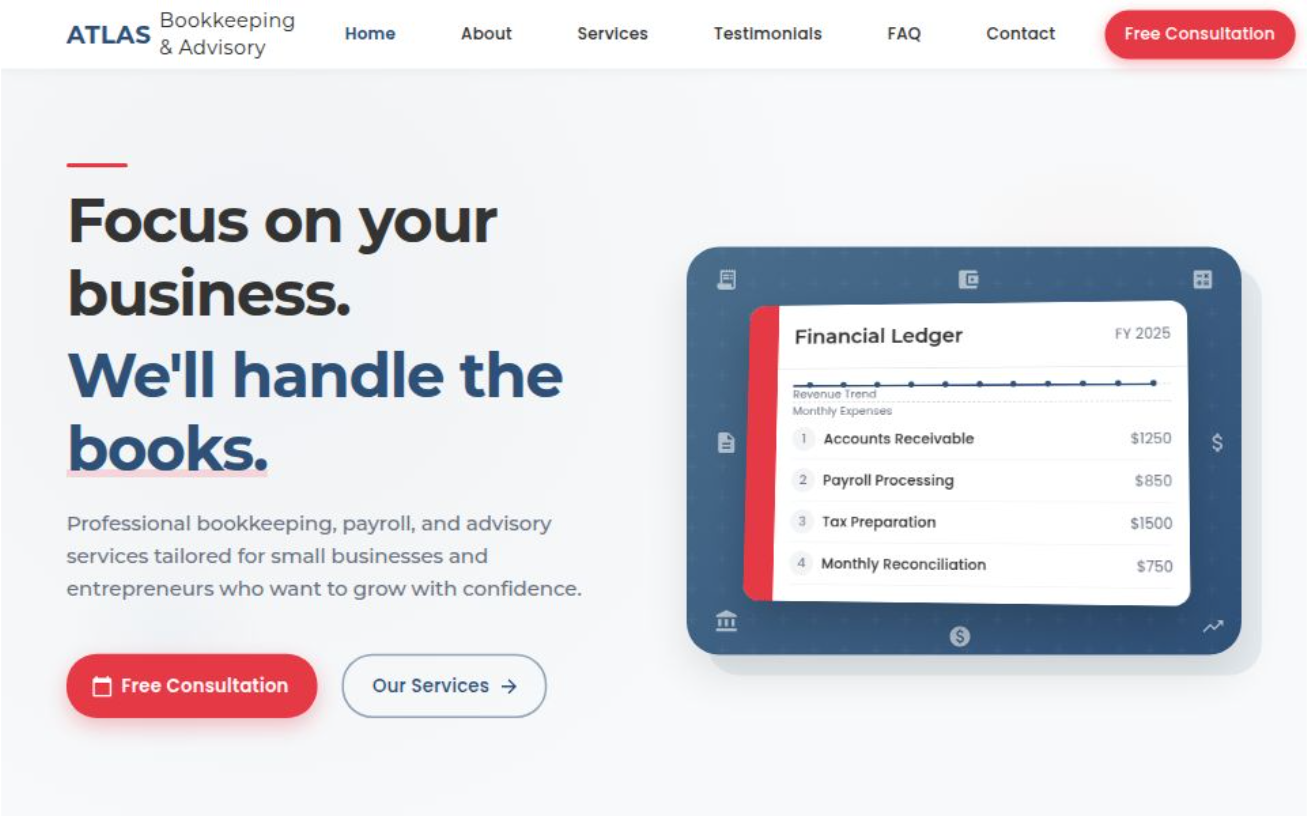 ATLAS
Bookkeeping
& Advisory
Home
About
Services
Testimonials
FAQ
Contact
Free Consultation
Focus on your
business.
We'll handle the
books.
Professional bookkeeping, payroll, and advisory
services tailored for small businesses and
entrepreneurs who want to grow with confidence.
Free Consultation
Our Services →
Financial Ledger
FY 2025
Revenue Trend
Monthly Expenses
1 Accounts Receivable $1250
2 Payroll Processing $850
3 Tax Preparation $1500
4 Monthly Reconciliation $750